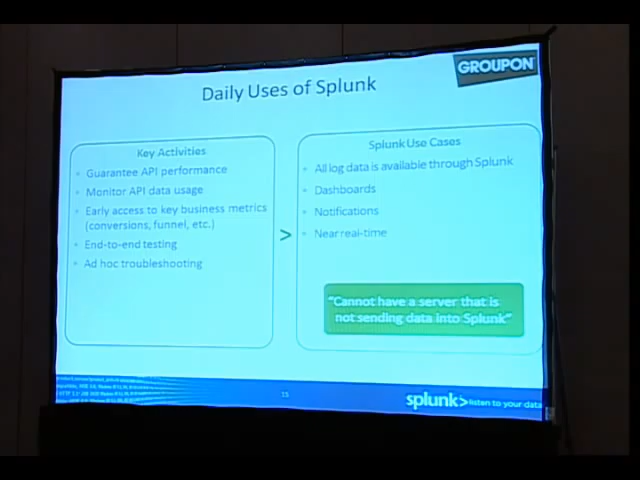 GROUPON
Daily Uses of Splunk
Key Activities
Guarantee API performance
Monitor API data usage
Early access to key business metrics
(conversions, funnel, etc.)
End-to-end testing
Ad hoc troubleshooting
>
Splunk Use Cases
All log data is available through Splunk
Dashboards
Notifications
Near real-time
"Cannot have a server that is
not sending data into Splunk"
15
splunk> listen to your data